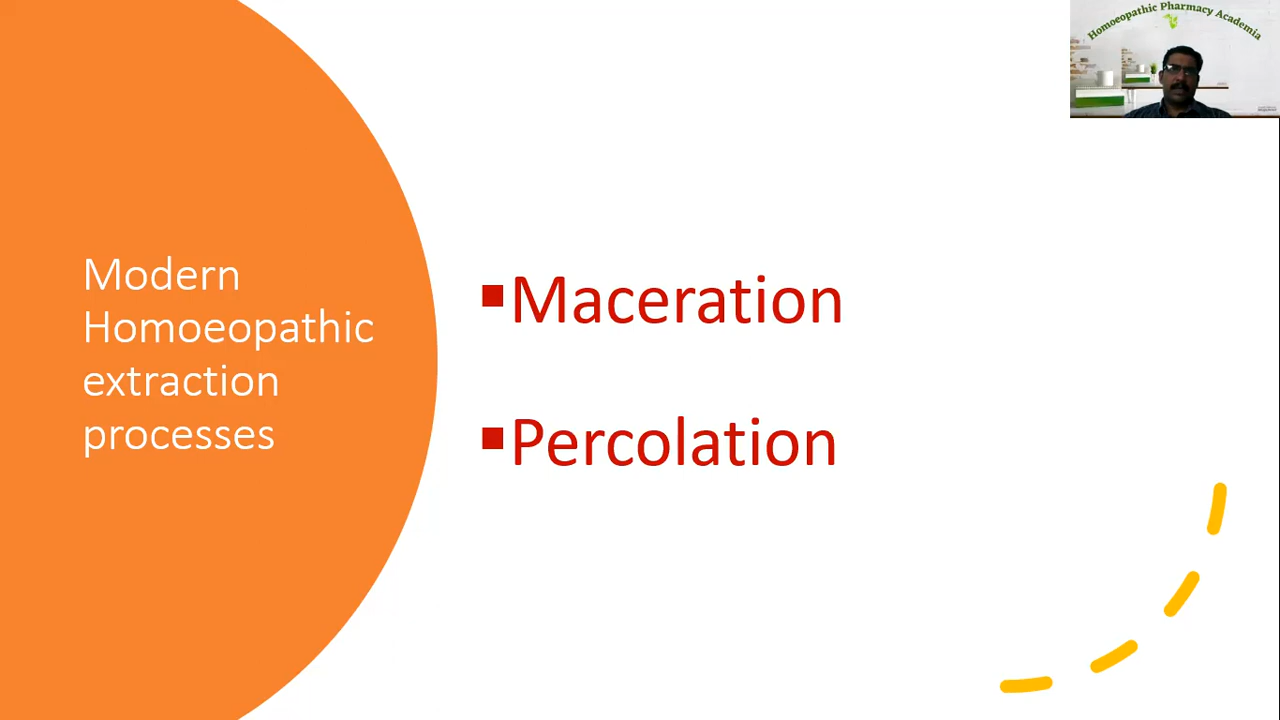 Homoeopathic Pharmacy Academia
Modern
Homoeopathic
extraction
processes
▪Maceration
▪Percolation